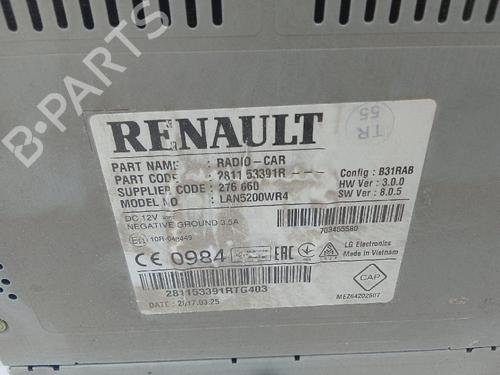 TR
55
RENAULT
PART NAME : RADIO-CAR
PART CODE : 281153391R---
SUPPLIER CODE : 276 660
MODEL NO : LAN5200WR4
Config : B31RAB
HW Ver : 3.0.0
SW Ver : 8.0.5
DC 12V
NEGATIVE GROUND 3.5A
703455580
CE 0984 EAC
LG Electronics
Made in Vietnam
281153391RTG403
DATE : 2017.03.25
CAP
MEZ64202507